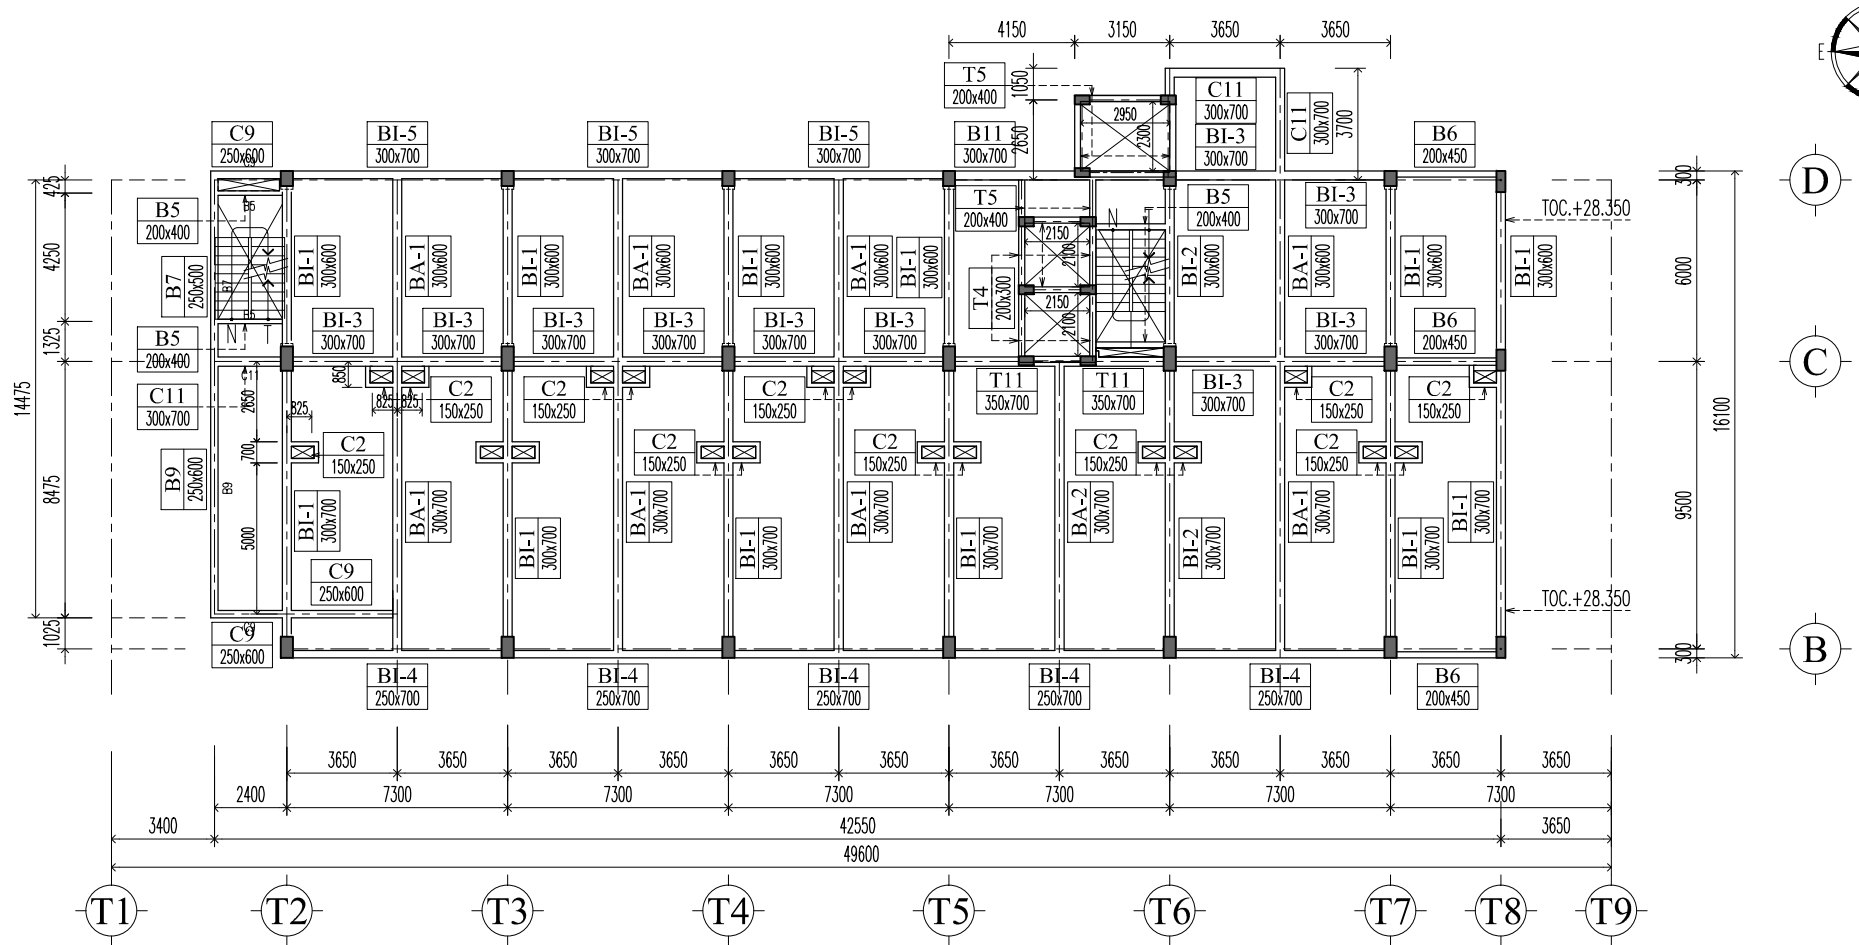 4150
3150
3650
3650
E
T5
200x400
1050
2650
C11
300x700
C11
300x700
3700
2950
2300
BI-3
300x700
C9
250x600
C9
BI-5
300x700
BI-5
300x700
BI-5
300x700
B11
300x700
B6
200x450
425
300
D
B5
200x400
B5
T5
200x400
N
T
B5
200x400
BI-3
300x700
TOC.+28.350
4250
B7
250x500
B7
BI-1
300x600
BA-1
300x600
BI-1
300x600
BA-1
300x600
BI-1
300x600
BA-1
300x600
BI-1
300x600
2150
2100
BI-2
300x600
BA-1
300x600
BI-1
300x600
BI-1
300x600
6000
T4
200x300
2150
2100
B5
N
T
1325
B5
200x400
BI-3
300x700
BI-3
300x700
BI-3
300x700
BI-3
300x700
BI-3
300x700
BI-3
300x700
BI-3
300x700
B6
200x450
C
14475
C11
2650
850
C11
300x700
825
825
825
C2
150x250
C2
150x250
C2
150x250
T11
350x700
T11
350x700
BI-3
300x700
C2
150x250
C2
150x250
16100
700
C2
150x250
C2
150x250
C2
150x250
C2
150x250
C2
150x250
8475
B9
250x600
B9
5000
BI-1
300x700
BA-1
300x700
BI-1
300x700
BA-1
300x700
BI-1
300x700
BA-1
300x700
BI-1
300x700
BA-2
300x700
BI-2
300x700
BA-1
300x700
BI-1
300x700
BI-1
300x700
9500
C9
250x600
TOC.+28.350
1025
C9
C9
250x600
300
B
BI-4
250x700
BI-4
250x700
BI-4
250x700
BI-4
250x700
BI-4
250x700
B6
200x450
3650
3650
3650
3650
3650
3650
3650
3650
3650
3650
3650
3650
2400
7300
7300
7300
7300
7300
7300
3400
42550
3650
49600
T1
T2
T3
T4
T5
T6
T7
T8
T9